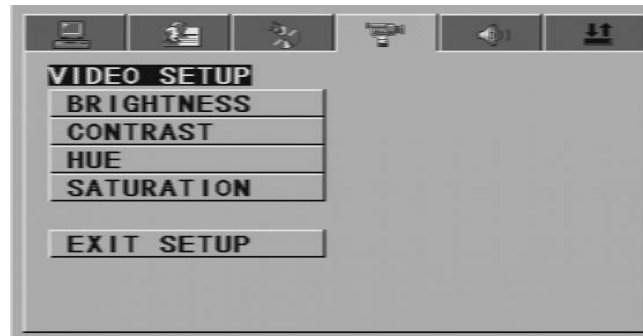 VIDEO SETUP
BRIGHTNESS
CONTRAST
HUE
SATURATION
EXIT SETUP